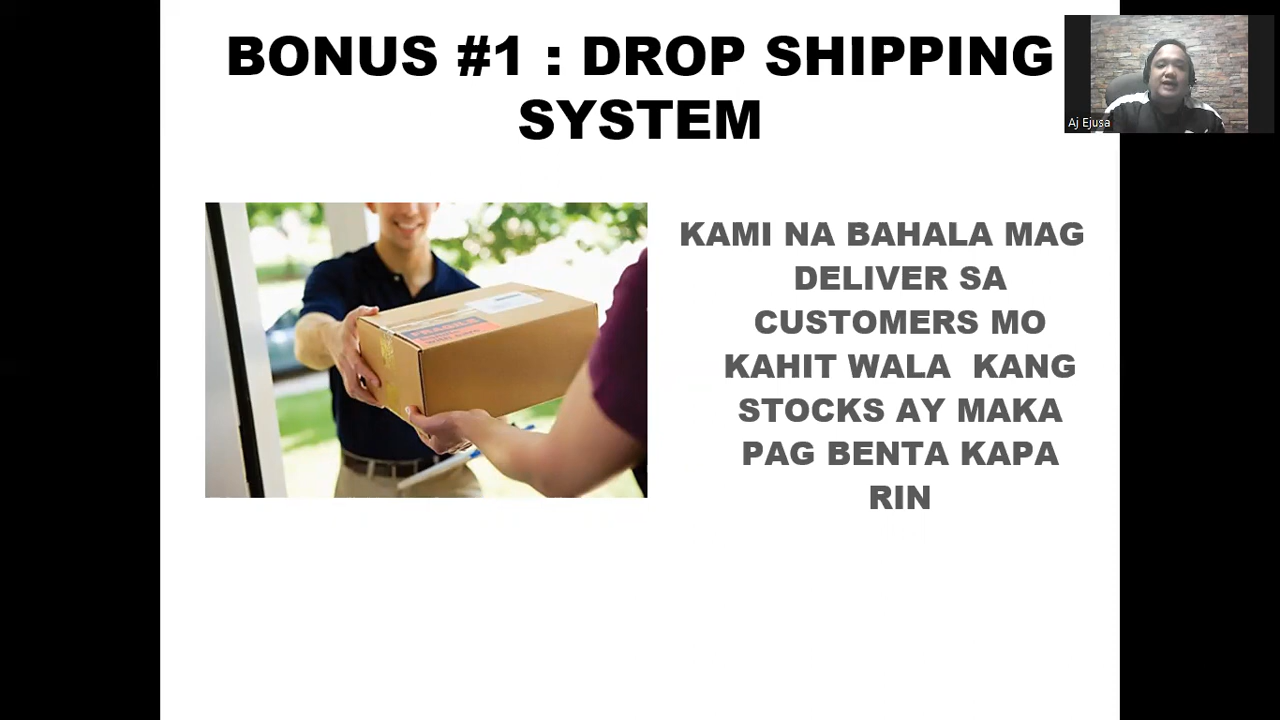 BONUS #1 : DROP SHIPPING
SYSTEM
Aj Ejusa
KAMI NA BAHALA MAG
DELIVER SA
CUSTOMERS MO
KAHIT WALA  KANG
STOCKS AY MAKA
PAG BENTA KAPA
RIN
FRAGILE